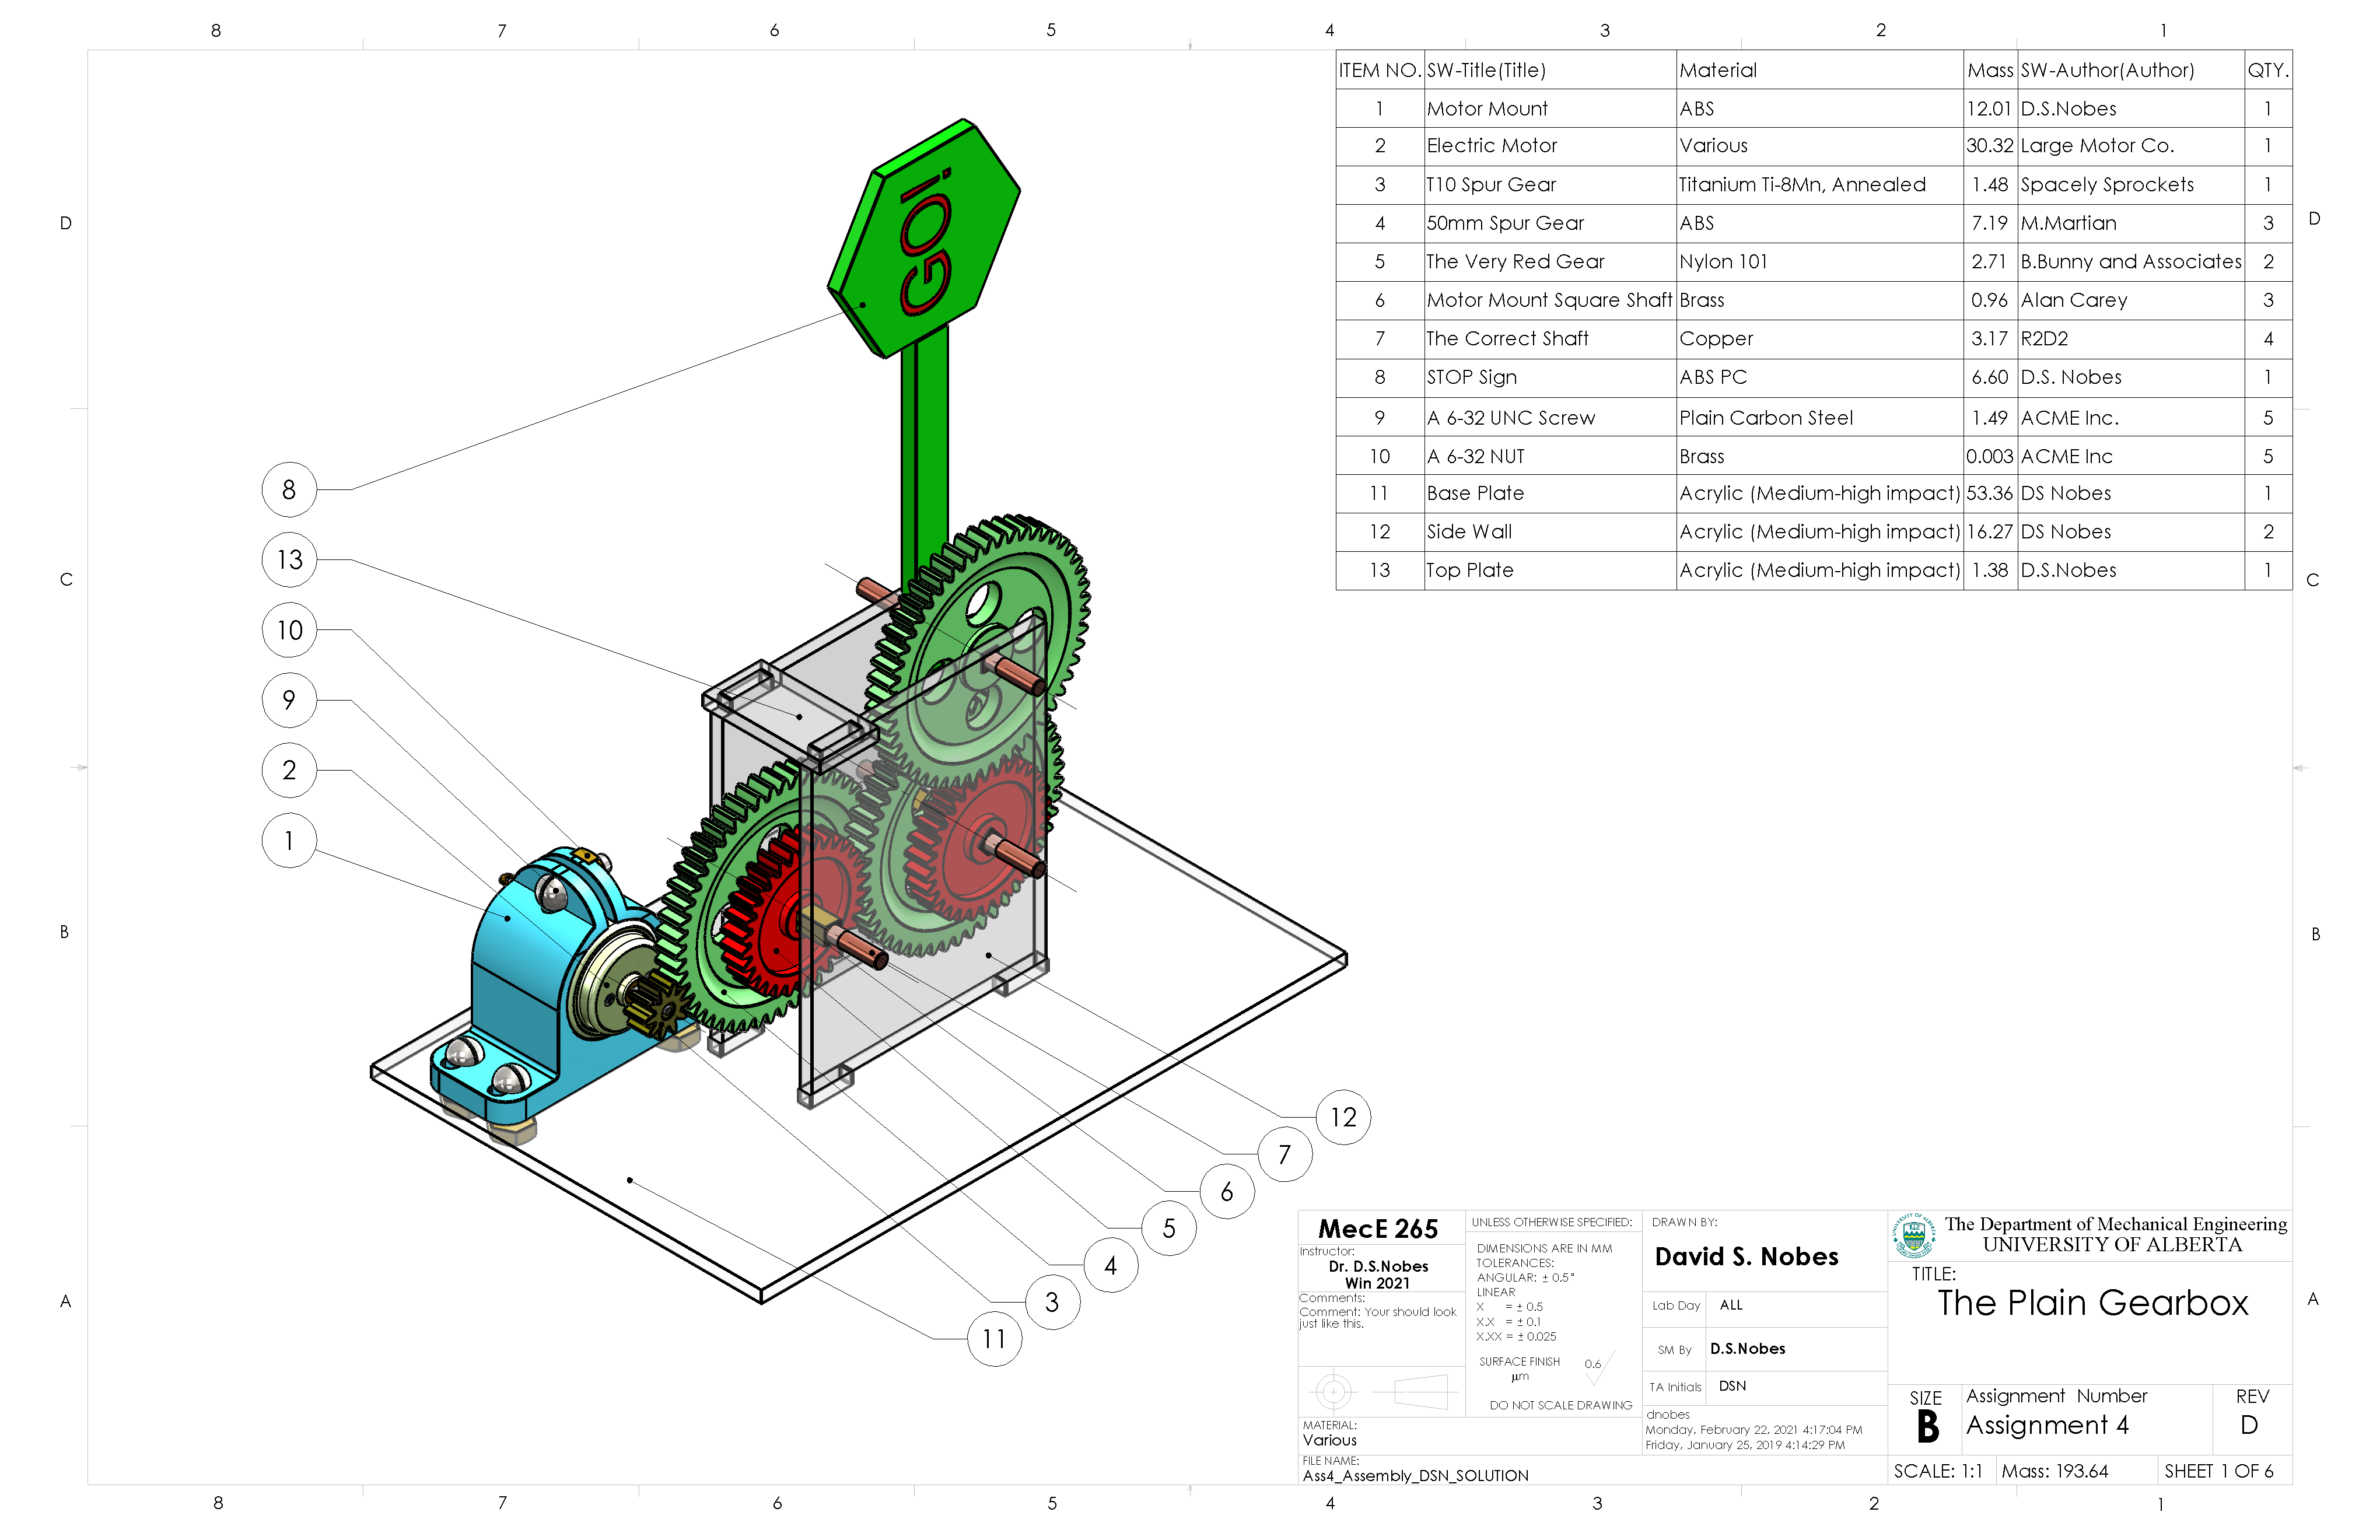 8 7 6 5 4 3 2 1
ITEM NO. SW-Title(Title) Material Mass SW-Author(Author) QTY.
1 Motor Mount ABS 12.01 D.S.Nobes 1
2 Electric Motor Various 30.32 Large Motor Co. 1
3 T10 Spur Gear Titanium Ti-8Mn, Annealed 1.48 Spacely Sprockets 1
4 50mm Spur Gear ABS 7.19 M.Martian 3
5 The Very Red Gear Nylon 101 2.71 B.Bunny and Associates 2
6 Motor Mount Square Shaft Brass 0.96 Alan Carey 3
7 The Correct Shaft Copper 3.17 R2D2 4
8 STOP Sign ABS PC 6.60 D.S. Nobes 1
9 A 6-32 UNC Screw Plain Carbon Steel 1.49 ACME Inc. 5
10 A 6-32 NUT Brass 0.003 ACME Inc 5
11 Base Plate Acrylic (Medium-high impact) 53.36 DS Nobes 1
12 Side Wall Acrylic (Medium-high impact) 16.27 DS Nobes 2
13 Top Plate Acrylic (Medium-high impact) 1.38 D.S.Nobes 1
D D
GO!
C C
8
13
10
9
2
1
B B
12
7
6
5
4
3
11
A A
MecE 265
Instructor:
Dr. D.S.Nobes
Win 2021
Comments:
Comment: Your should look
just like this.
UNLESS OTHERWISE SPECIFIED:
DIMENSIONS ARE IN MM
TOLERANCES:
ANGULAR: ± 0.5°
LINEAR
X = ± 0.5
X.X = ± 0.1
X.XX = ± 0.025
SURFACE FINISH 0.6
µm
DO NOT SCALE DRAWING
MATERIAL:
Various
FILE NAME:
Ass4_Assembly_DSN_SOLUTION
DRAWN BY:
David S. Nobes
Lab Day ALL
SM By D.S.Nobes
TA Initials DSN
dnobes
Monday, February 22, 2021 4:17:04 PM
Friday, January 25, 2019 4:14:29 PM
The Department of Mechanical Engineering
UNIVERSITY OF ALBERTA
TITLE:
The Plain Gearbox
SIZE
B
Assignment Number
Assignment 4
REV
D
SCALE: 1:1 Mass: 193.64 SHEET 1 OF 6
8 7 6 5 4 3 2 1